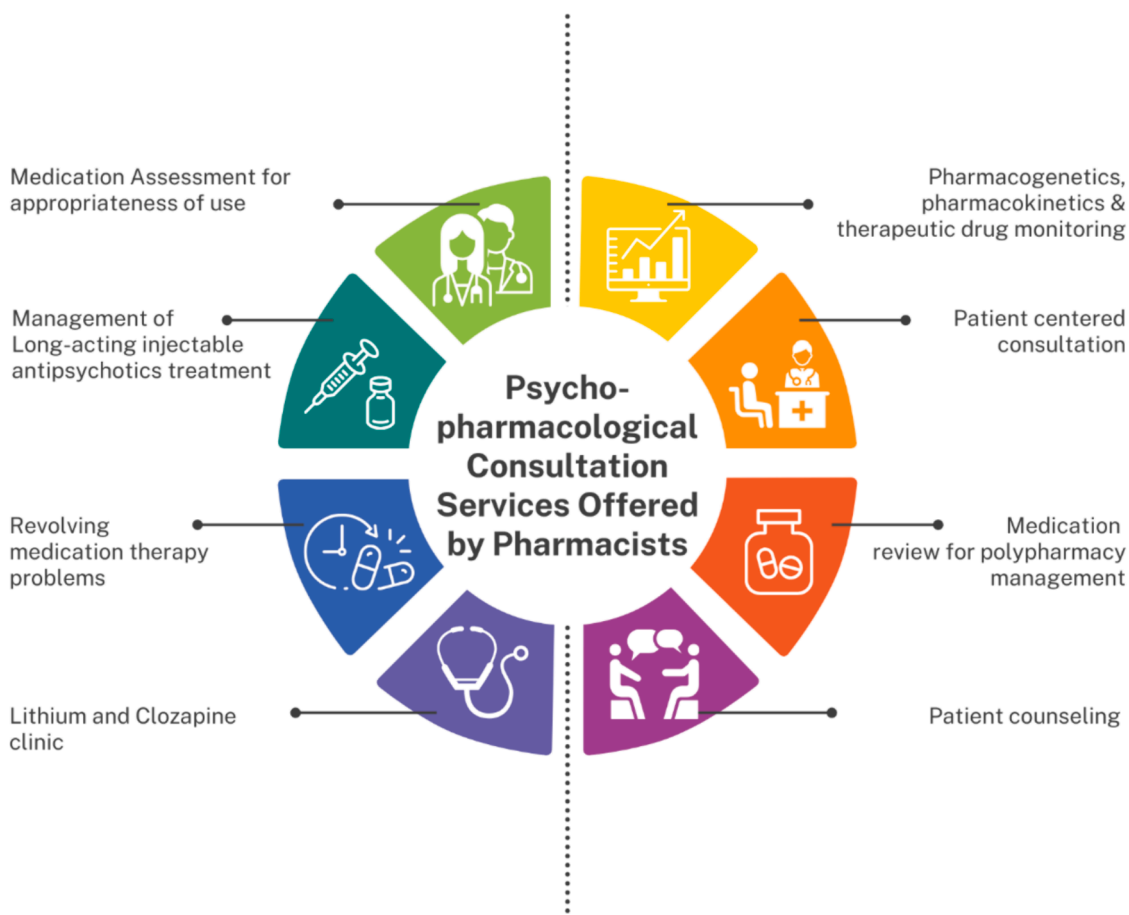 Medication Assessment for
appropriateness of use
Management of
Long-acting injectable
antipsychotics treatment
Revolving
medication therapy
problems
Lithium and Clozapine
clinic
Psycho-
pharmacological
Consultation
Services Offered
by Pharmacists
Pharmacogenetics,
pharmacokinetics &
therapeutic drug monitoring
Patient centered
consultation
Medication
review for polypharmacy
management
Patient counseling